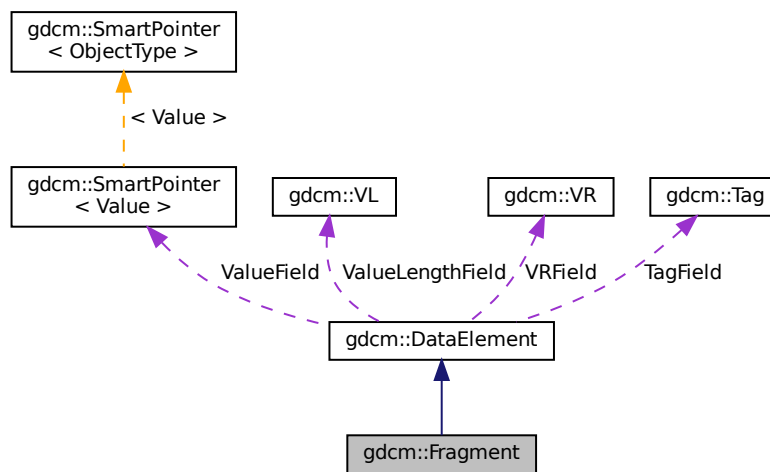 gdcm::SmartPointer
< ObjectType >
< Value >
gdcm::SmartPointer
< Value >
gdcm::VL
gdcm::VR
gdcm::Tag
ValueField
ValueLengthField
VRField
TagField
gdcm::DataElement
gdcm::Fragment